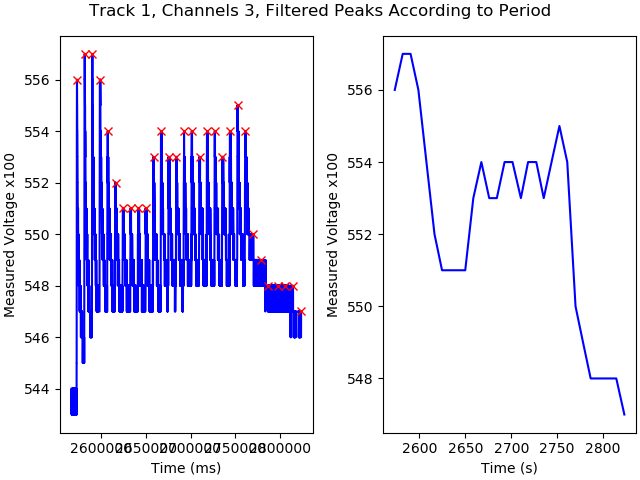 Track 1, Channels 3, Filtered Peaks According to Period
Measured Voltage x100
556
554
552
550
548
546
544
2600000 2650000 2700000 2750000 2800000
Time (ms)
Measured Voltage x100
556
554
552
550
548
2600 2650 2700 2750 2800
Time (s)